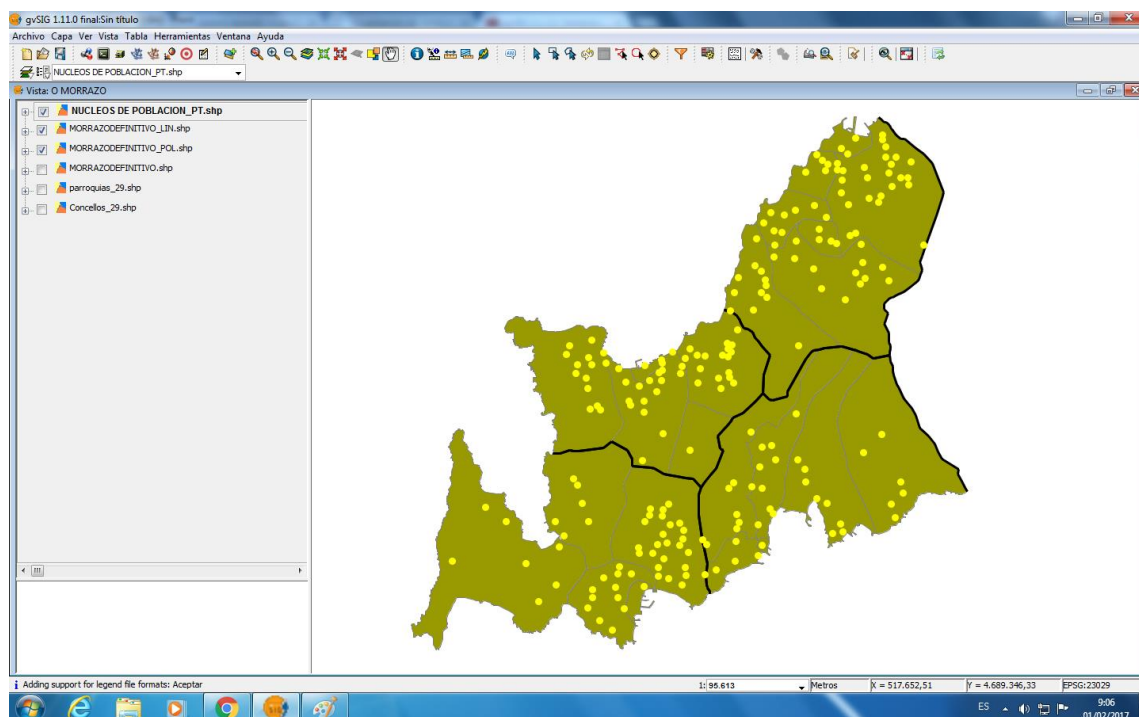 gvSIG 1.11.0 final:Sin título
Archivo Capa Ver Vista Tabla Herramientas Ventana Ayuda
NUCLEOS DE POBLACION_PT.shp
Vista: O MORRAZO
NUCLEOS DE POBLACION_PT.shp
MORRAZODEFINITIVO_LIN.shp
MORRAZODEFINITIVO_POL.shp
MORRAZODEFINITIVO.shp
parroquias_29.shp
Concellos_29.shp
Adding support for legend file formats: Aceptar
1: 95.613 Metros X = 517.652,51 Y = 4.689.346,33 EPSG:23029
ES 9:06
01/02/2017